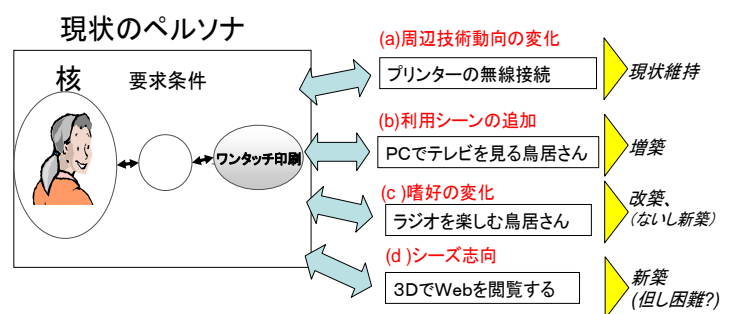 現状のペルソナ
核 要求条件
ワンタッチ印刷
(a)周辺技術動向の変化
プリンターの無線接続
現状維持
(b)利用シーンの追加
PCでテレビを見る鳥居さん
増築
(c )嗜好の変化
ラジオを楽しむ鳥居さん
改築、
(ないし新築)
(d )シーズ志向
3DでWebを閲覧する
新築
(但し困難?)